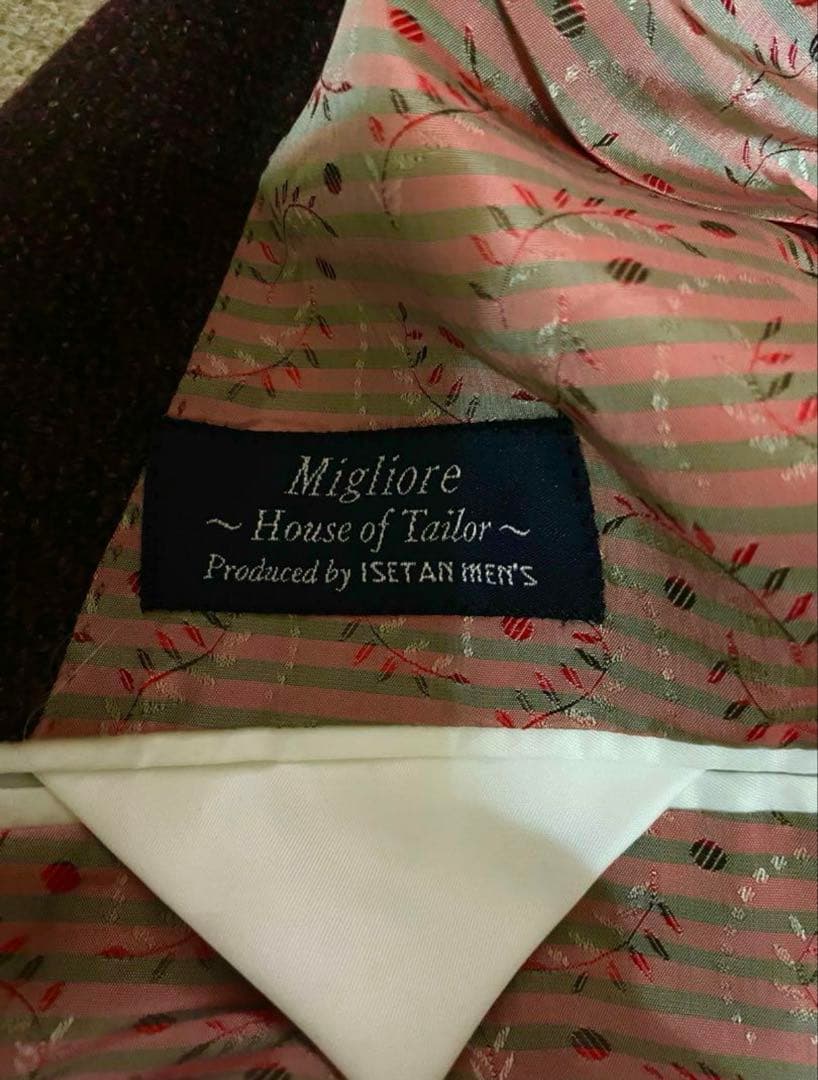 Migliore
~ House of Tailor ~
Produced by ISETAN MEN'S